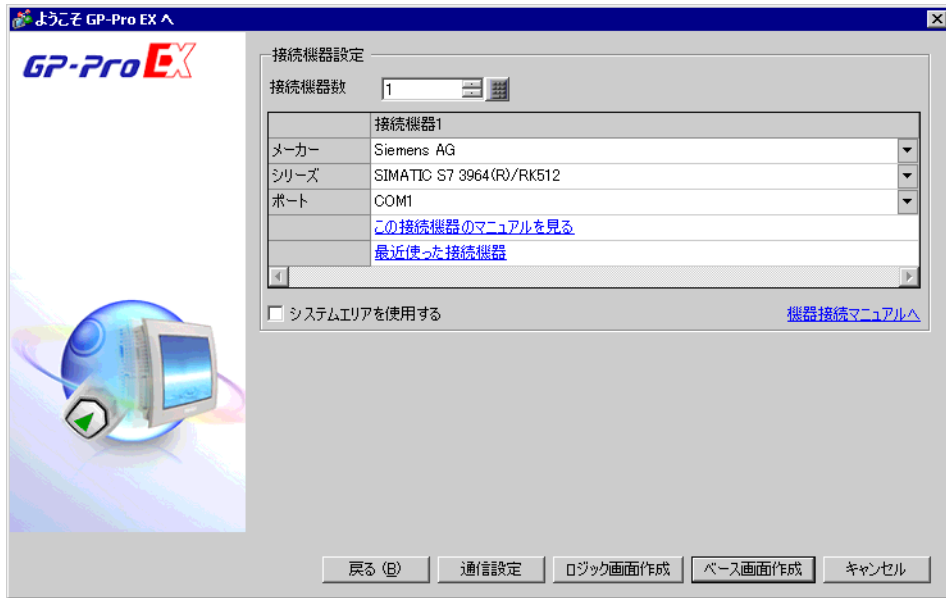 ようこそ GP-Pro EX へ
GP-Pro EX
接続機器設定
接続機器数 1
接続機器1
メーカー Siemens AG
シリーズ SIMATIC S7 3964(R)/RK512
ポート COM1
この接続機器のマニュアルを見る
最近使った接続機器
システムエリアを使用する 機器接続マニュアルへ
戻る (B) 通信設定 ロジック画面作成 ベース画面作成 キャンセル